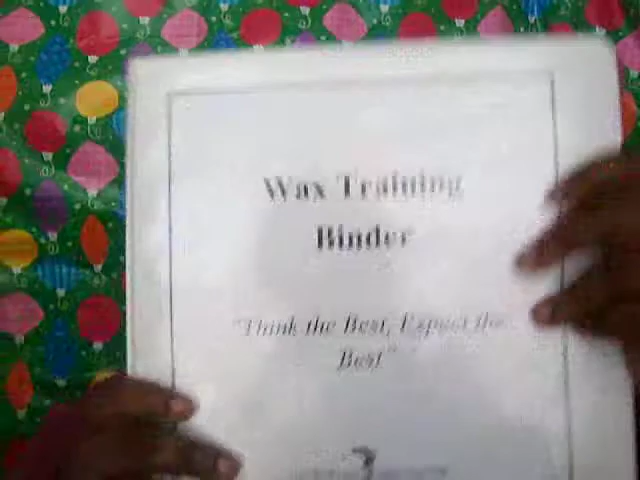 Wax Training
Binder
"Think the Best, Expect the
Best"